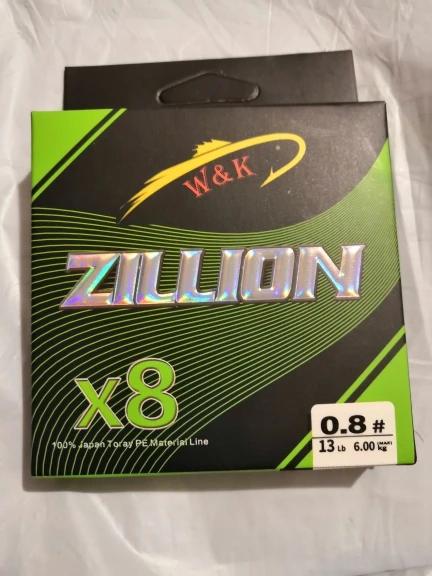 W&K
ZILLION
X8
100% Japan Toray PE Material Line
0.8 #
13 Lb 6.00 (MAX) kg